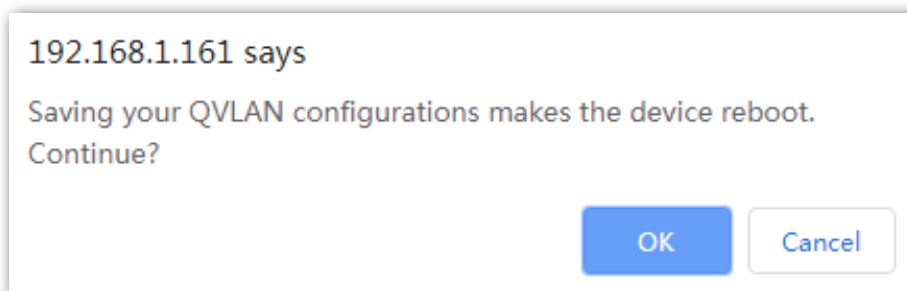 192.168.1.161 says
Saving your QVLAN configurations makes the device reboot.
Continue?
OK
Cancel